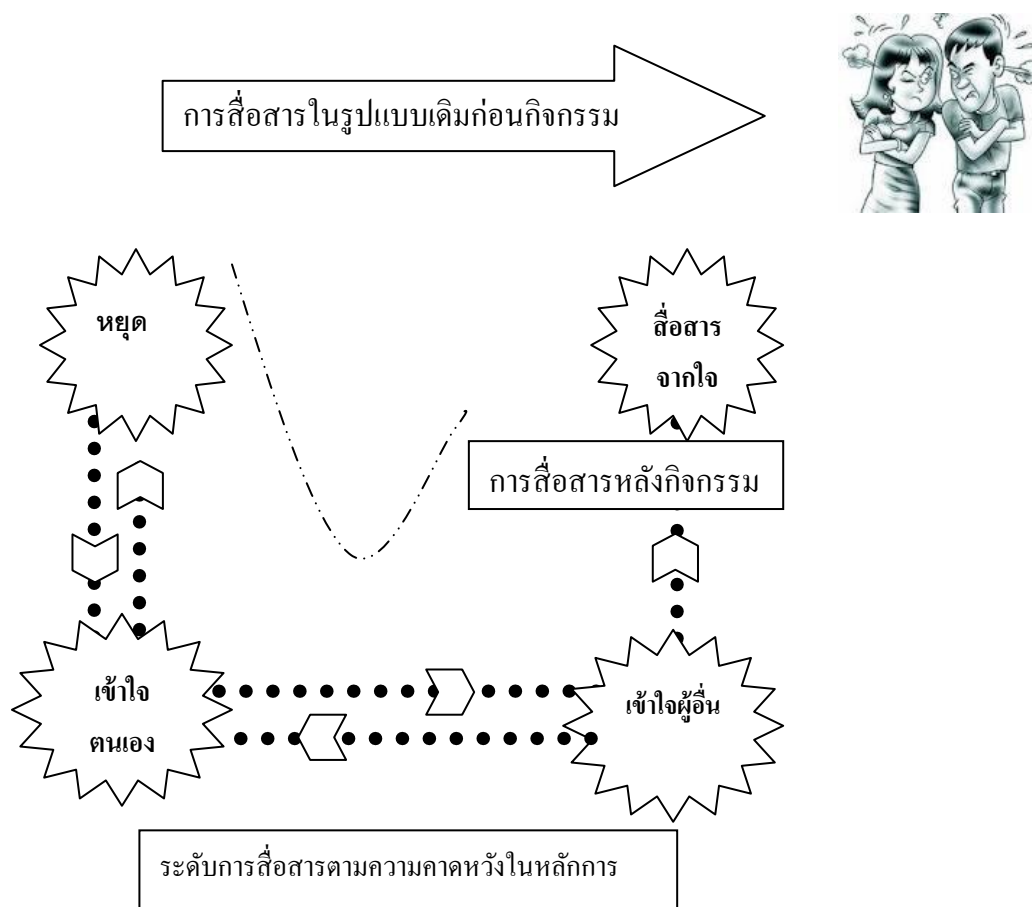 การสื่อสารในรูปแบบเดิมก่อนกิจกรรม
หยุด
สื่อสาร
จากใจ
การสื่อสารหลังกิจกรรม
เข้าใจ
ตนเอง
เข้าใจผู้อื่น
ระดับการสื่อสารตามความคาดหวังในหลักการ